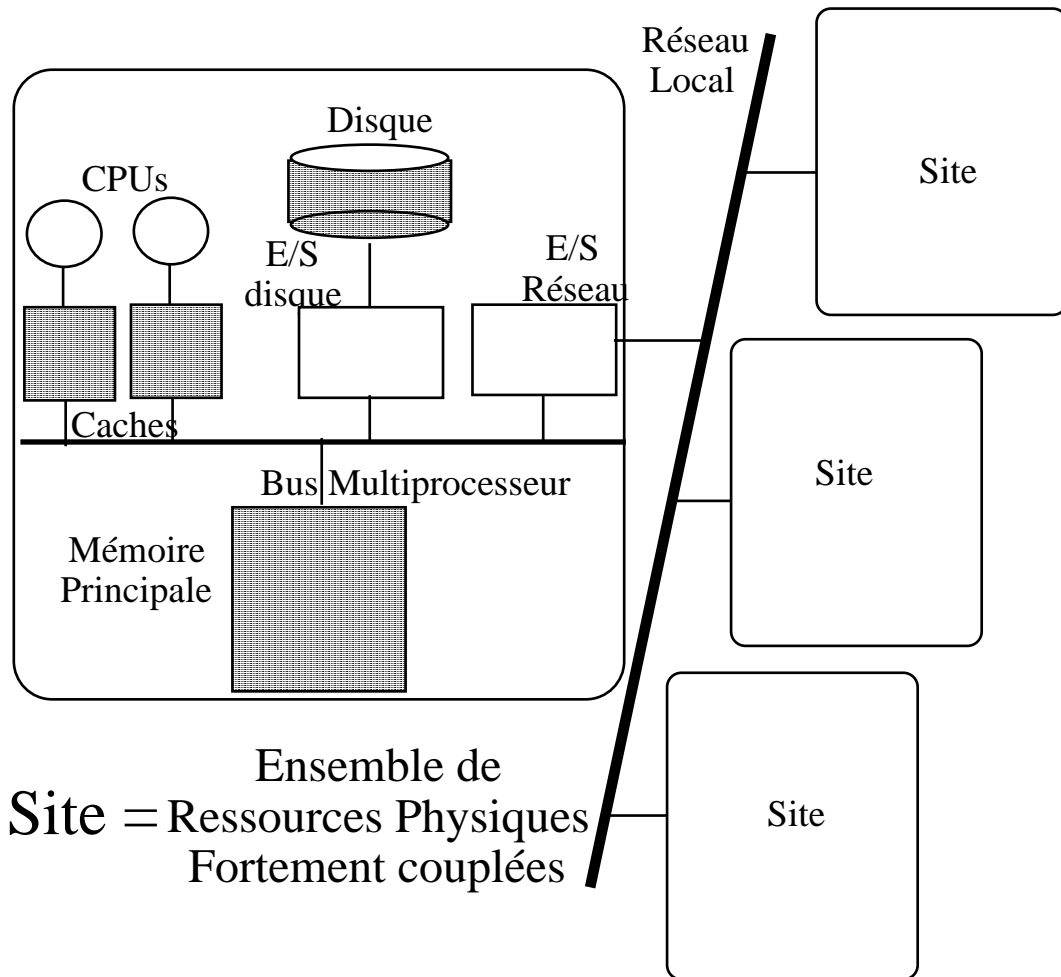 Réseau
Local
Disque
CPUs
E/S
disque
E/S
Réseau
Caches
Bus Multiprocesseur
Mémoire
Principale
Site
Site
Site
Ensemble de
Site = Ressources Physiques
Fortement couplées